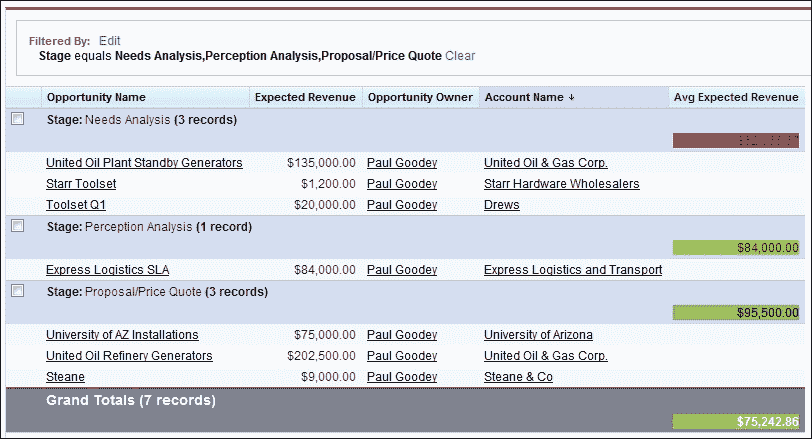 Filtered By: Edit
Stage equals Needs Analysis,Perception Analysis,Proposal/Price Quote Clear
Opportunity Name Expected Revenue Opportunity Owner Account Name Avg Expected Revenue
Stage: Needs Analysis (3 records)
United Oil Plant Standby Generators $135,000.00 Paul Goodey United Oil & Gas Corp.
Starr Toolset $1,200.00 Paul Goodey Starr Hardware Wholesalers
Toolset Q1 $20,000.00 Paul Goodey Drews
Stage: Perception Analysis (1 record)
$84,000.00
Express Logistics SLA $84,000.00 Paul Goodey Express Logistics and Transport
Stage: Proposal/Price Quote (3 records)
$95,500.00
University of AZ Installations $75,000.00 Paul Goodey University of Arizona
United Oil Refinery Generators $202,500.00 Paul Goodey United Oil & Gas Corp.
Steane $9,000.00 Paul Goodey Steane & Co
Grand Totals (7 records)
$75,242.86